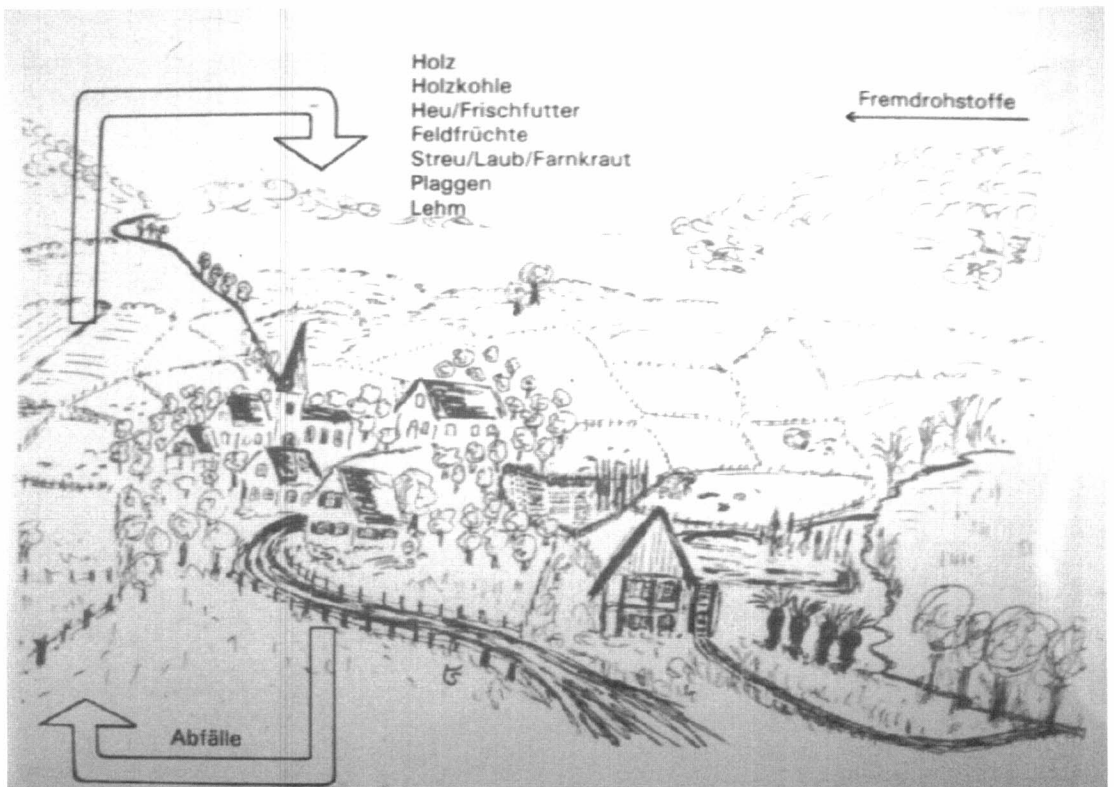 Holz
Holzkohle
Heu/Frischfutter
Feldfrüchte
Streu/Laub/Farnkraut
Plaggen
Lehm
Fremdrohstoffe
Abfälle